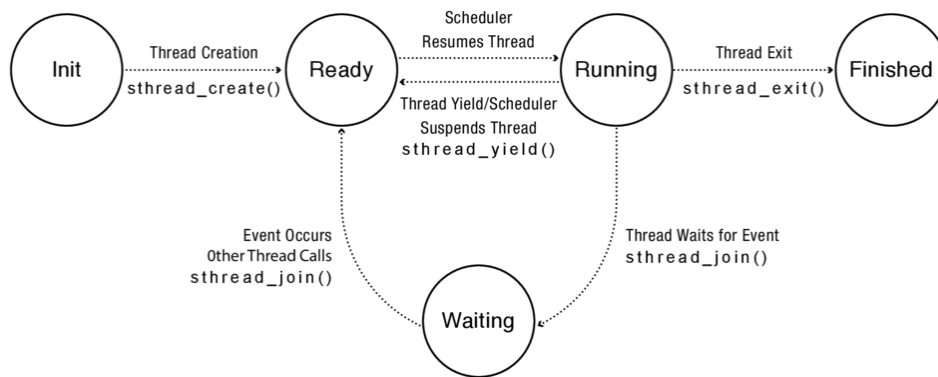 Init
Thread Creation
sthread_create()
Ready
Scheduler
Resumes Thread
Thread Yield/Scheduler
Suspends Thread
sthread_yield()
Running
Thread Exit
sthread_exit()
Finished
Event Occurs
Other Thread Calls
sthread_join()
Thread Waits for Event
sthread_join()
Waiting